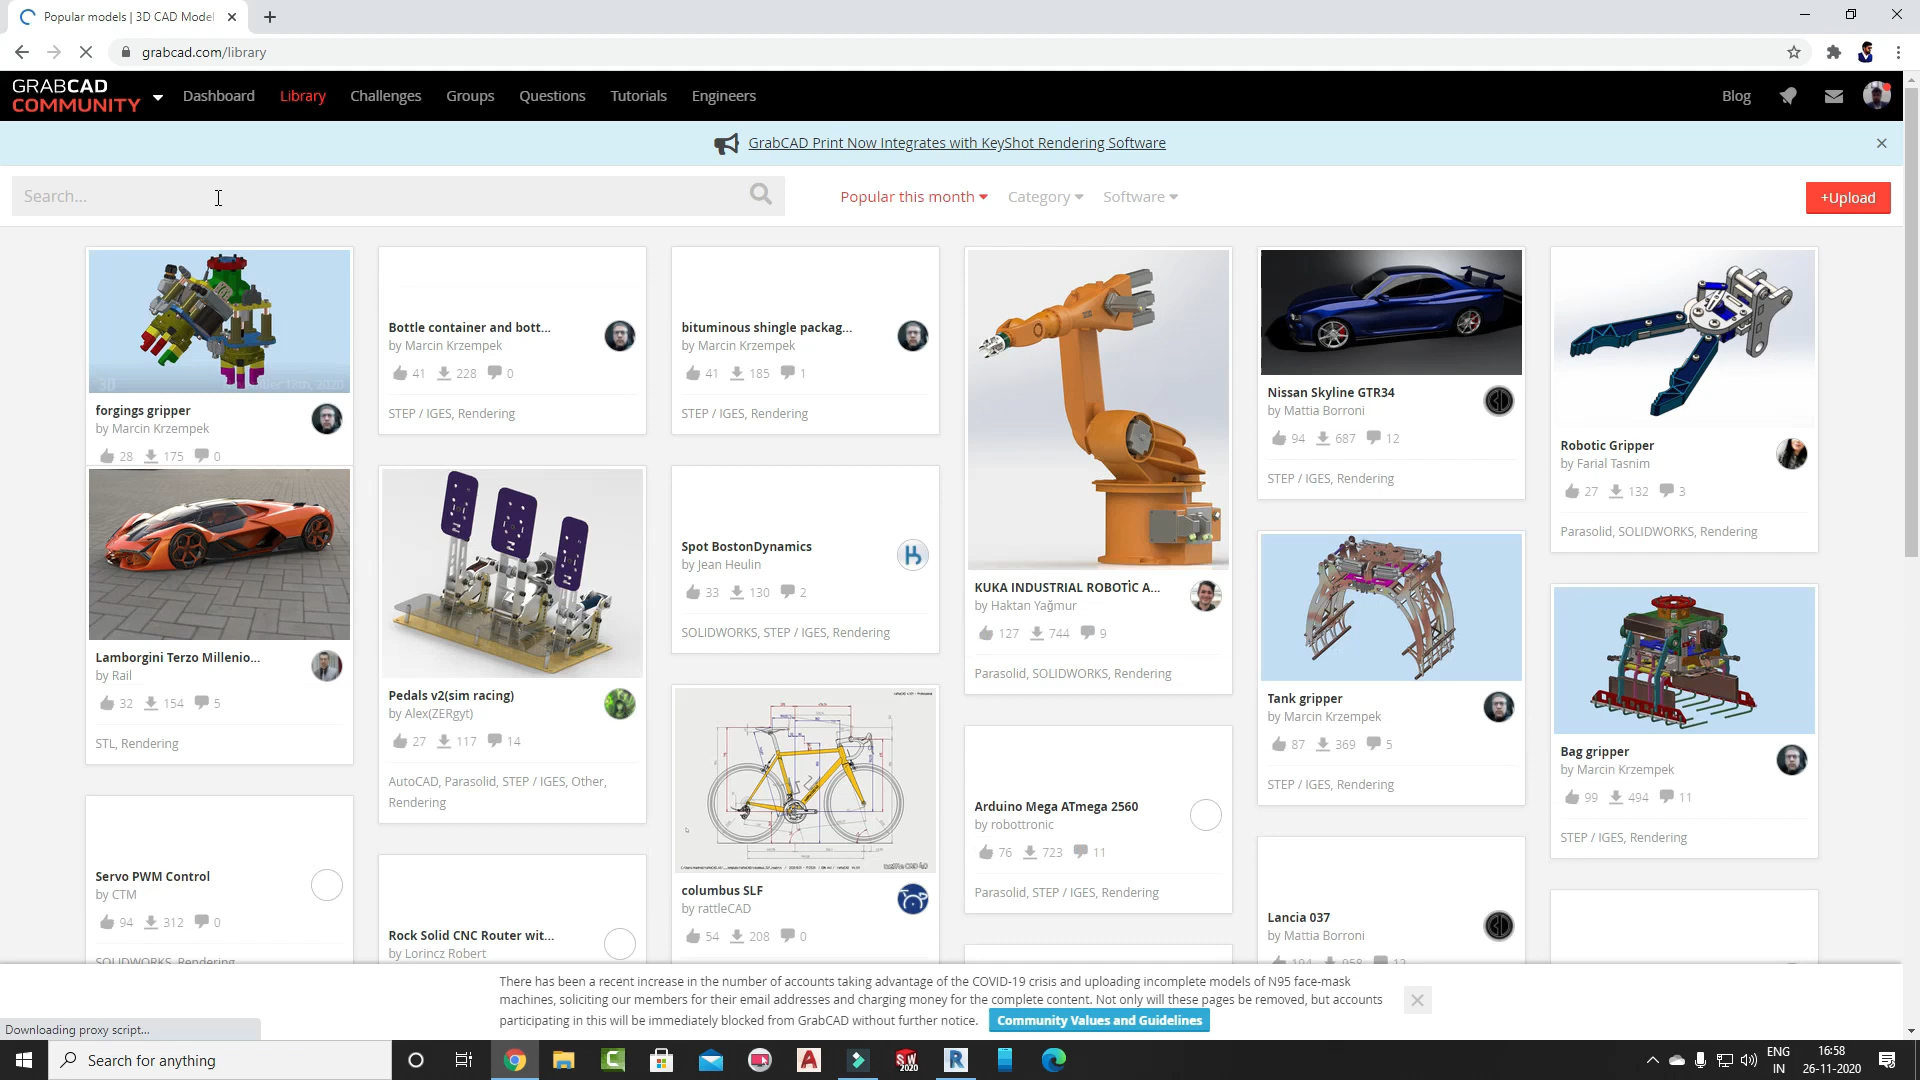 Popular models | 3D CAD Model
grabcad.com/library
GRABCAD
COMMUNITY
Dashboard
Library
Challenges
Groups
Questions
Tutorials
Engineers
Blog
GrabCAD Print Now Integrates with KeyShot Rendering Software
Search...
Popular this month
Category
Software
+Upload
forgings gripper
by Marcin Krzempek
28 175 0
Lamborgini Terzo Millenio...
by Rail
32 154 5
STL, Rendering
Servo PWM Control
by CTM
94 312 0
SOLIDWORKS, Rendering
Bottle container and bott...
by Marcin Krzempek
41 228 0
STEP / IGES, Rendering
Pedals v2(sim racing)
by Alex(ZERgyt)
27 117 14
AutoCAD, Parasolid, STEP / IGES, Other,
Rendering
Rock Solid CNC Router wit...
by Lorincz Robert
bituminous shingle packag...
by Marcin Krzempek
41 185 1
STEP / IGES, Rendering
Spot BostonDynamics
by Jean Heulin
33 130 2
SOLIDWORKS, STEP / IGES, Rendering
columbus SLF
by rattleCAD
54 208 0
KUKA INDUSTRIAL ROBOTİC A...
by Haktan Yağmur
127 744 9
Parasolid, SOLIDWORKS, Rendering
Arduino Mega ATmega 2560
by robottronic
76 723 11
Parasolid, STEP / IGES, Rendering
Nissan Skyline GTR34
by Mattia Borroni
94 687 12
STEP / IGES, Rendering
Tank gripper
by Marcin Krzempek
87 369 5
STEP / IGES, Rendering
Lancia 037
by Mattia Borroni
194 958 12
Robotic Gripper
by Farial Tasnim
27 132 3
Parasolid, SOLIDWORKS, Rendering
Bag gripper
by Marcin Krzempek
99 494 11
STEP / IGES, Rendering
There has been a recent increase in the number of accounts taking advantage of the COVID-19 crisis and uploading incomplete models of N95 face-mask
machines, soliciting our members for their email addresses and charging money for the complete content. Not only will these pages be removed, but accounts
participating in this will be immediately blocked from GrabCAD without further notice. Community Values and Guidelines
Downloading proxy script...
Search for anything
ENG
IN
16:58
26-11-2020